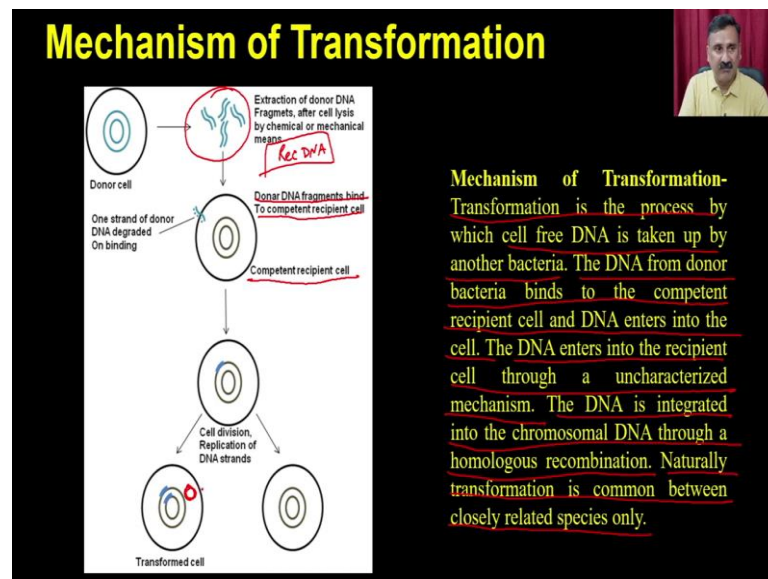 Mechanism of Transformation
Extraction of donor DNA
Fragmets, after cell lysis
by chemical or mechanical
means
Rec DNA
Donor cell
Donar DNA fragments bind
To competent recipient cell
One strand of donor
DNA degraded
On binding
Competent recipient cell
Cell division,
Replication of
DNA strands
Transformed cell
Mechanism of Transformation-
Transformation is the process by
which cell free DNA is taken up by
another bacteria. The DNA from donor
bacteria binds to the competent
recipient cell and DNA enters into the
cell. The DNA enters into the recipient
cell through a uncharacterized
mechanism. The DNA is integrated
into the chromosomal DNA through a
homologous recombination. Naturally
transformation is common between
closely related species only.